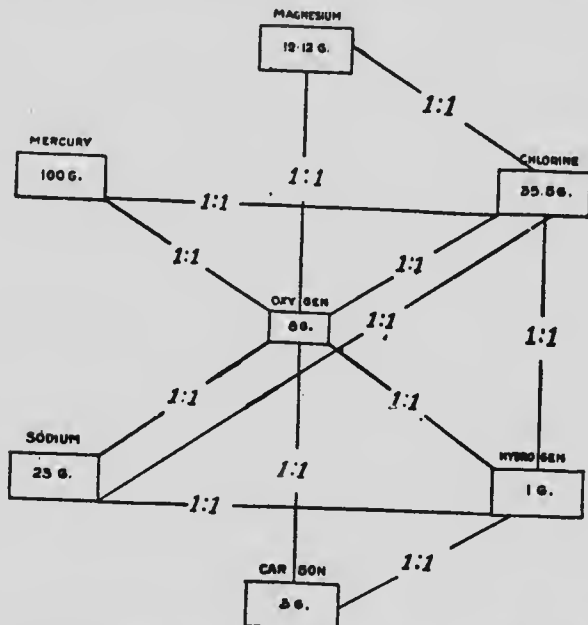 MAGNESIUM
12·12 G.
1:1
MERCURY
CHLORINE
100 G.
1:1
35.5G.
1:1
1:1
1:1
OXYGEN
8G.
1:1
1:1
1:1
1:1
SODIUM
1:1
HYDROGEN
23 G.
1:1
1 G.
CARBON
1:1
3 G.